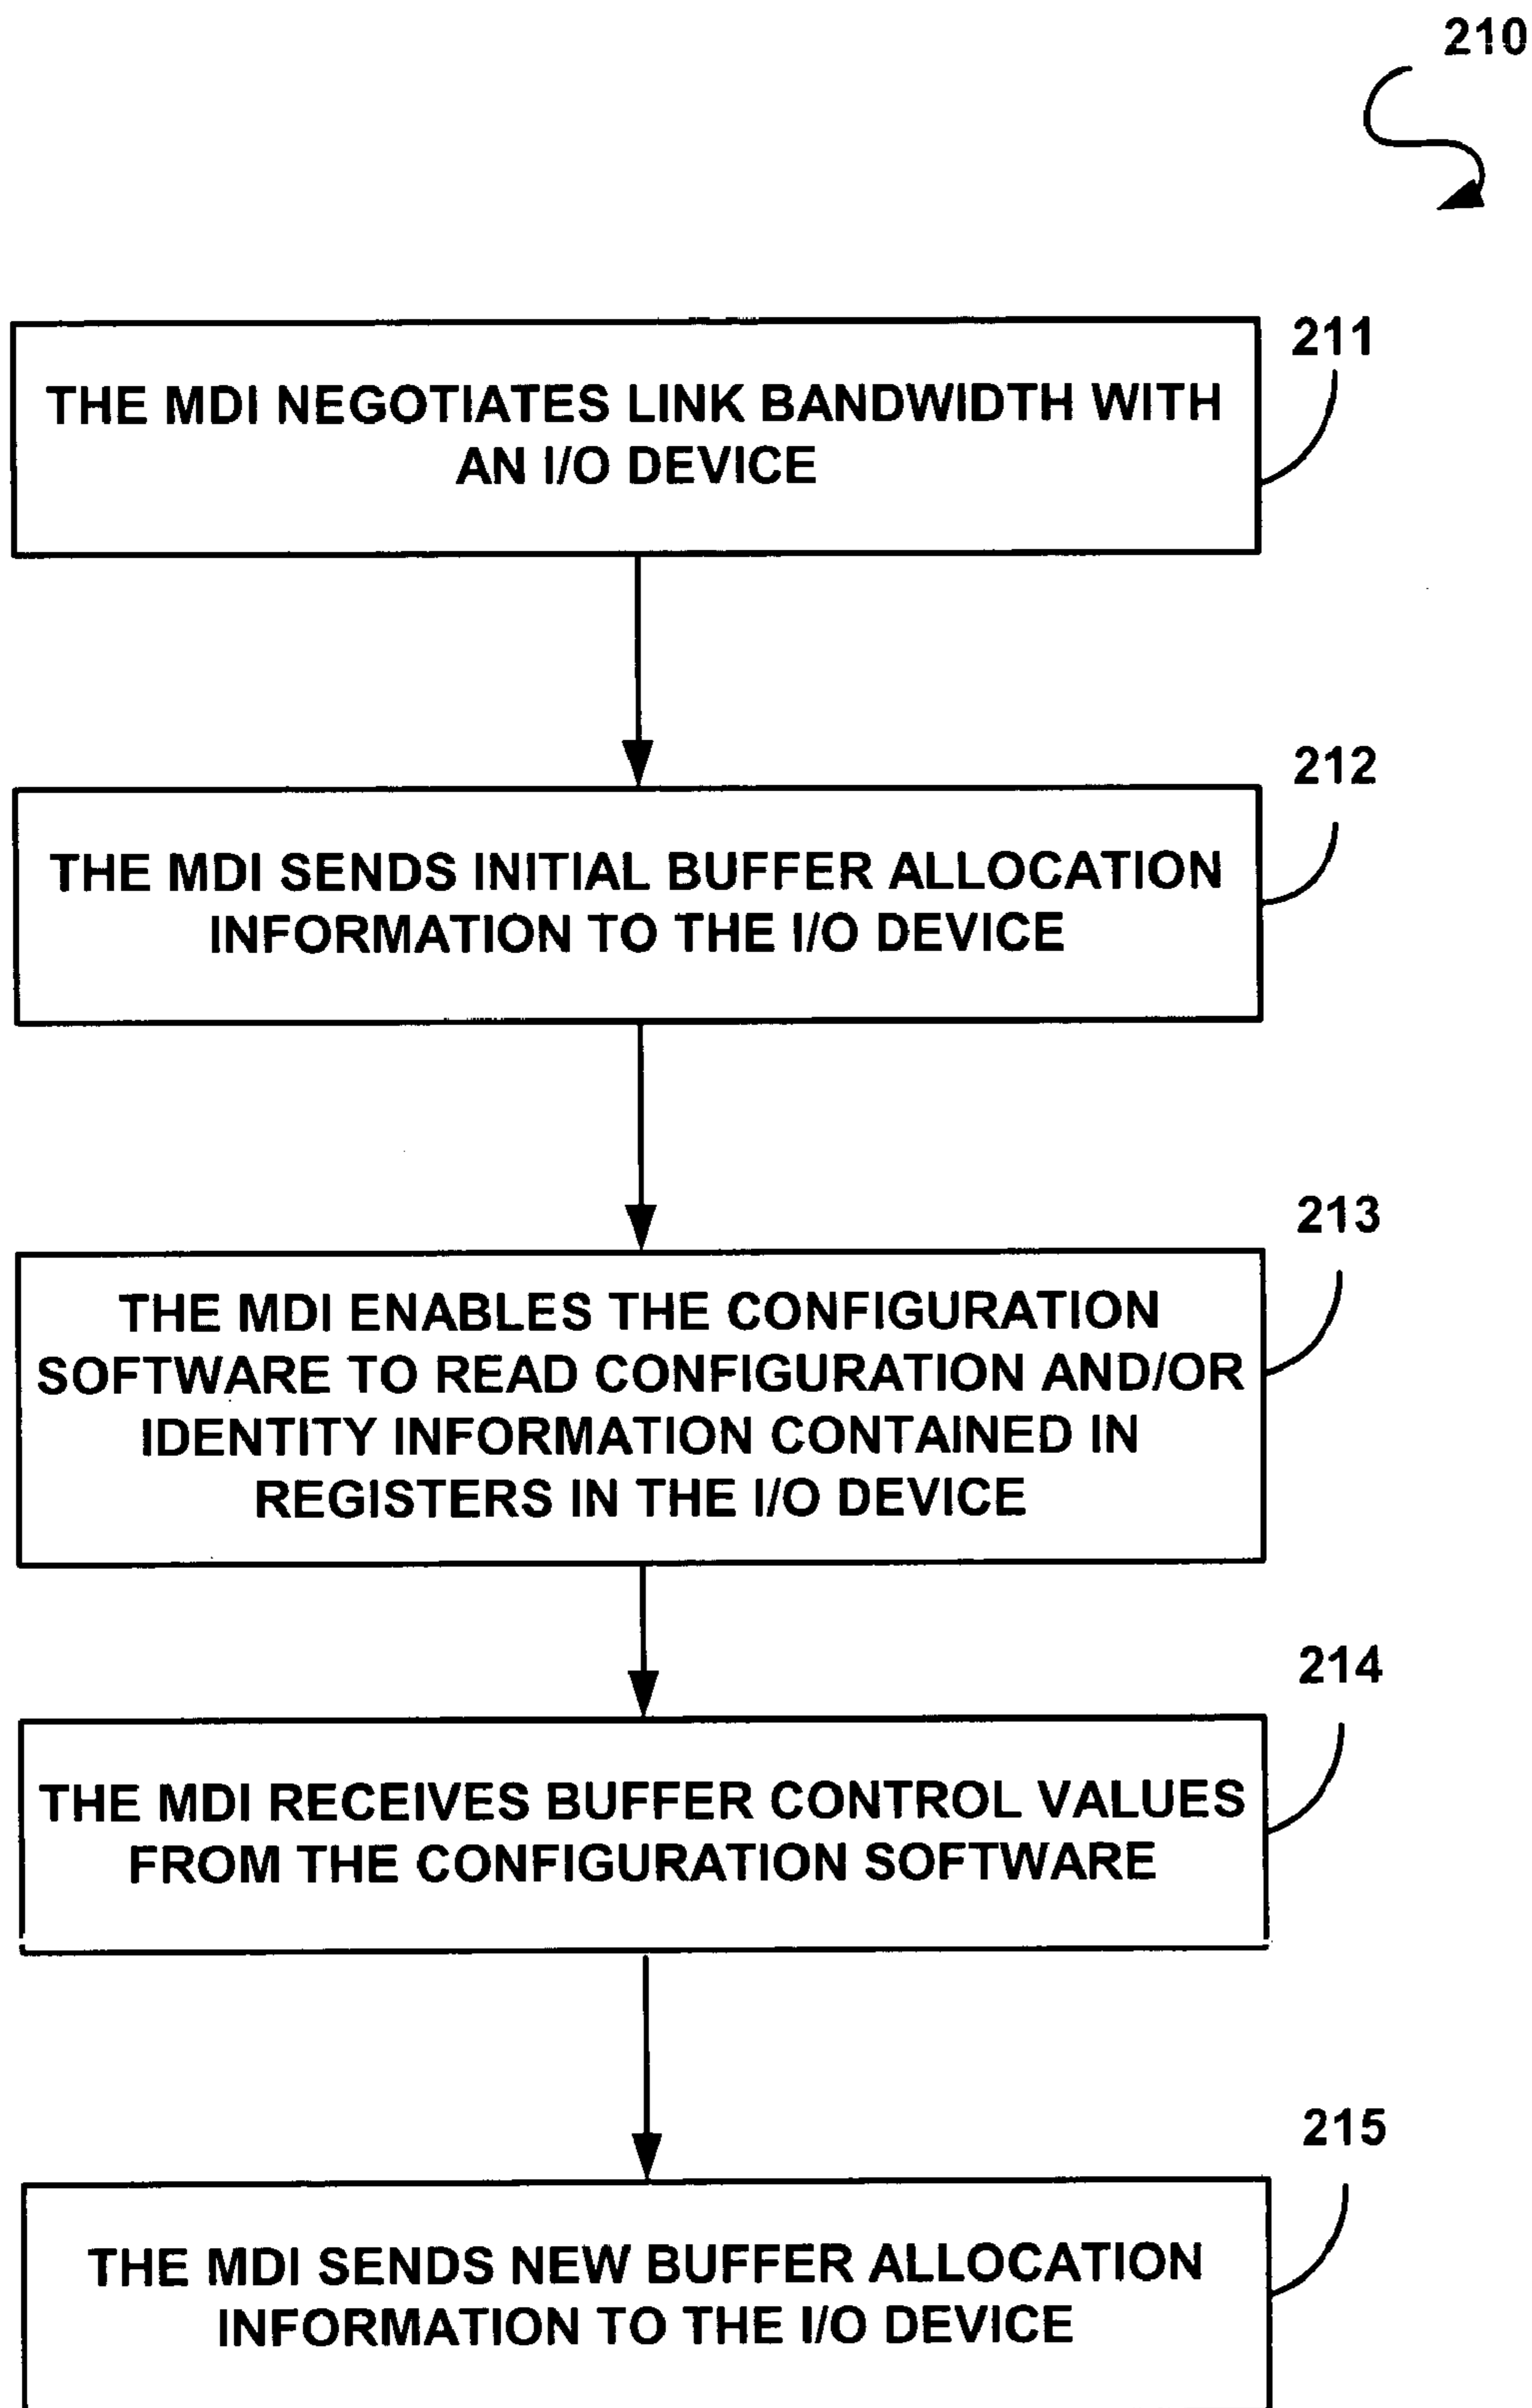 210
211
THE MDI NEGOTIATES LINK BANDWIDTH WITH
AN I/O DEVICE
212
THE MDI SENDS INITIAL BUFFER ALLOCATION
INFORMATION TO THE I/O DEVICE
213
THE MDI ENABLES THE CONFIGURATION
SOFTWARE TO READ CONFIGURATION AND/OR
IDENTITY INFORMATION CONTAINED IN
REGISTERS IN THE I/O DEVICE
214
THE MDI RECEIVES BUFFER CONTROL VALUES
FROM THE CONFIGURATION SOFTWARE
215
THE MDI SENDS NEW BUFFER ALLOCATION
INFORMATION TO THE I/O DEVICE